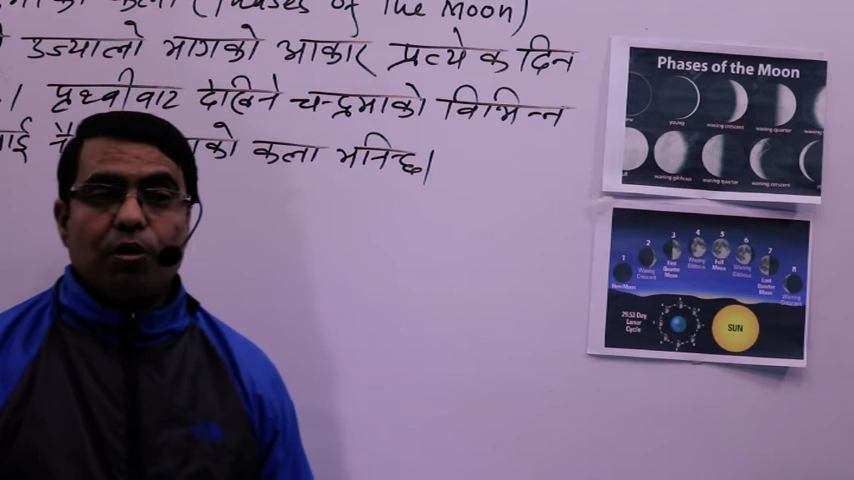 (Phases of The Moon)
उज्यालो भागको आकार प्रत्येक दिन
। पृथ्वीबाट देखिने चन्द्रमाको विभिन्न
को कला भनिन्छ।
Phases of the Moon
young waxing crescent waxing quarter
waning gibbous waning quarter waning crescent
1 2 3 4 5 6 7 8
New Moon
Waxing Crescent
First Quarter Moon
Waxing Gibbous
Full Moon
Waning Gibbous
Last Quarter Moon
Waning Crescent
29.53 Day
Lunar
Cycle
SUN